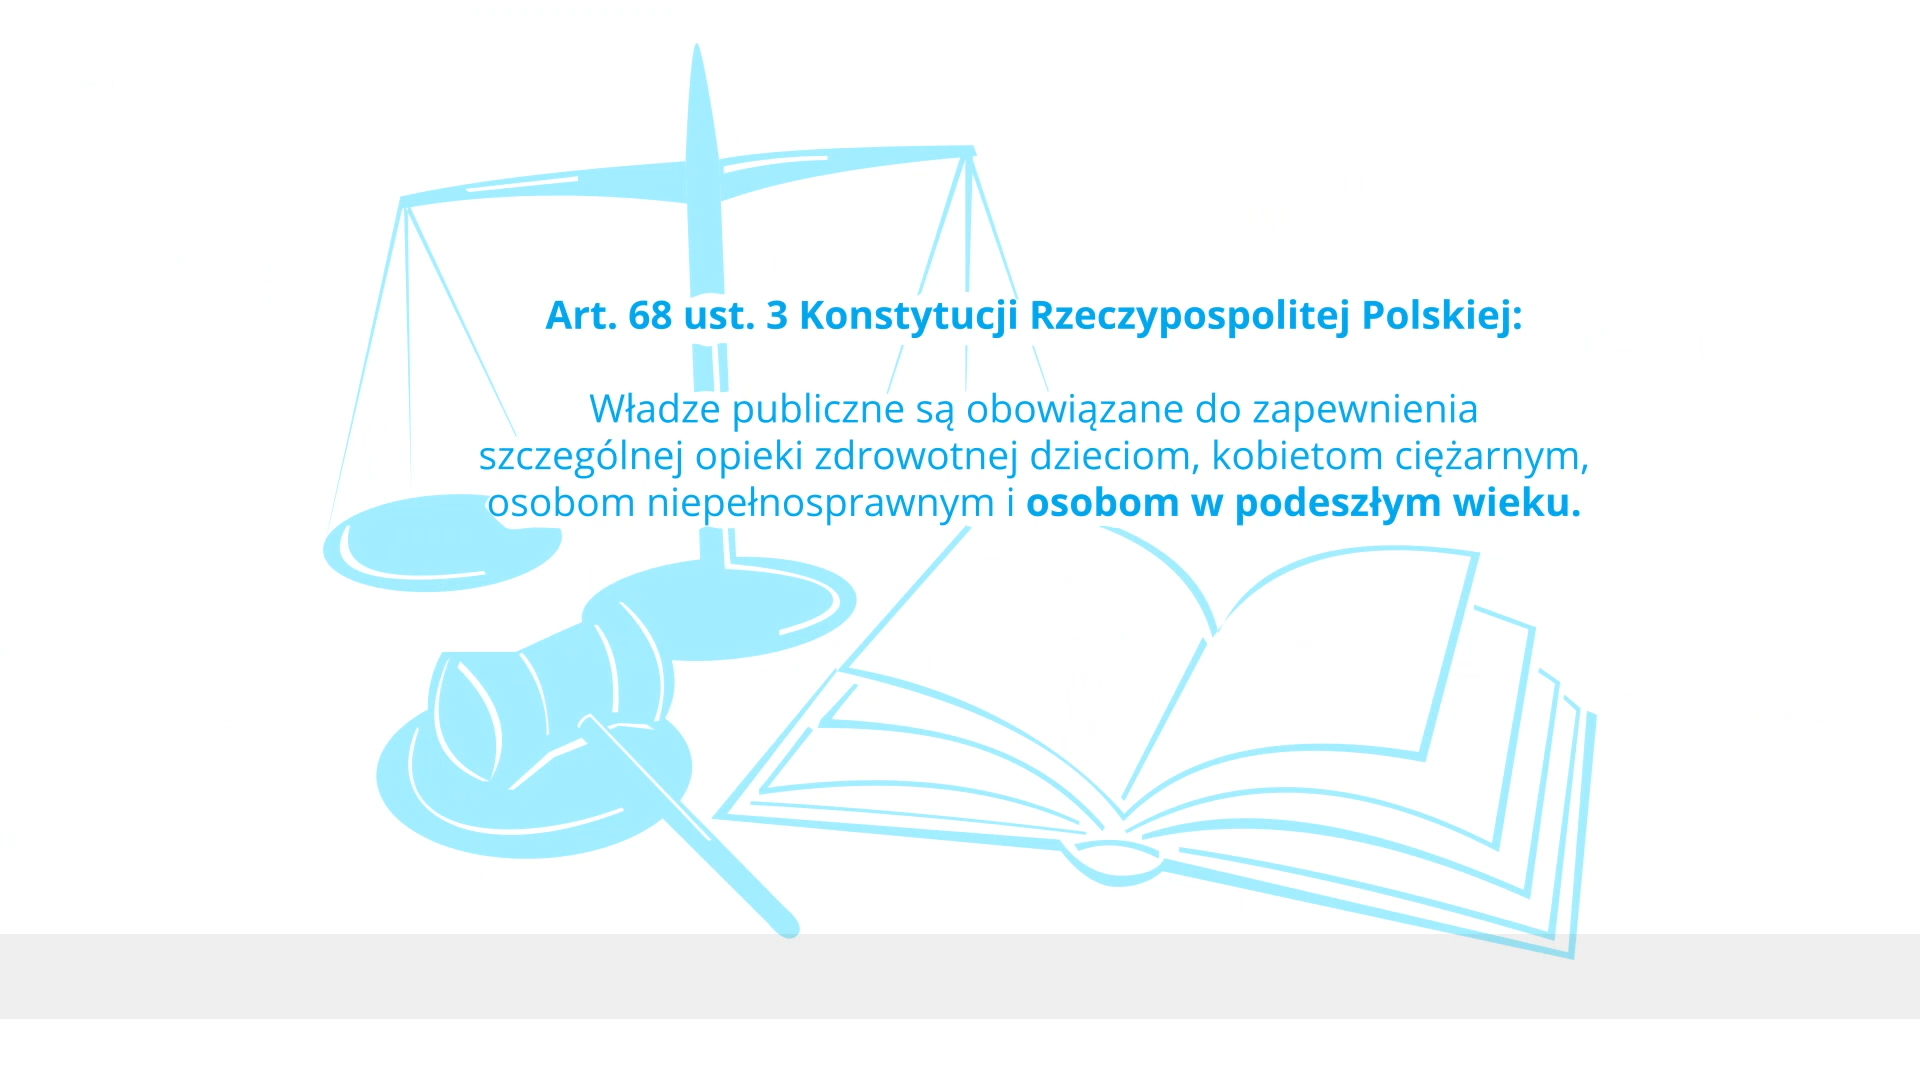 Art. 68 ust. 3 Konstytucji Rzeczypospolitej Polskiej:
Władze publiczne są obowiązane do zapewnienia
szczególnej opieki zdrowotnej dzieciom, kobietom ciężarnym,
osobom niepełnosprawnym i osobom w podeszłym wieku.